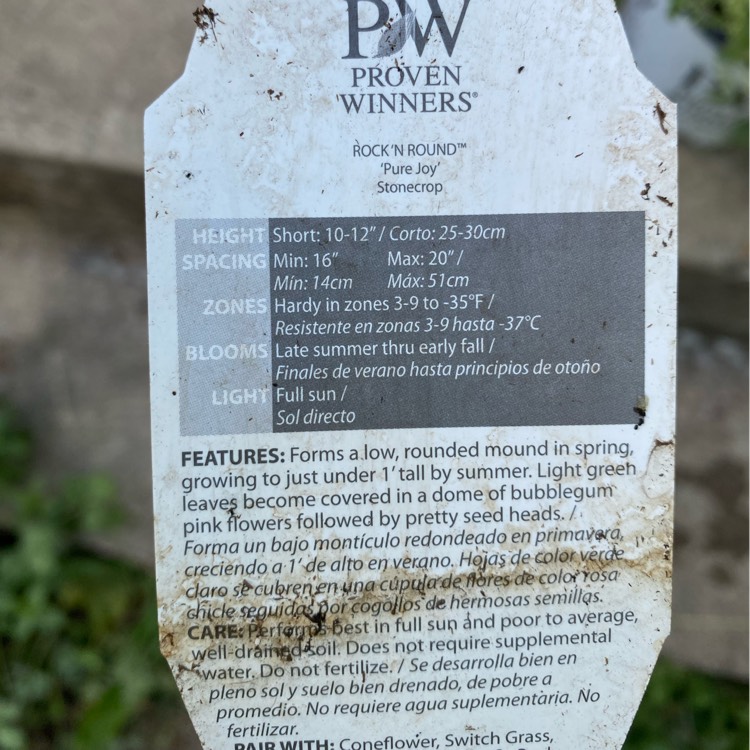 PW
PROVEN
WINNERS®
ROCK 'N ROUND™
'Pure Joy'
Stonecrop
HEIGHT Short: 10-12" / Corto: 25-30cm
SPACING Min: 16" Max: 20" /
Mín: 14cm Máx: 51cm
ZONES Hardy in zones 3-9 to -35°F /
Resistente en zonas 3-9 hasta -37°C
BLOOMS Late summer thru early fall /
Finales de verano hasta principios de otoño
LIGHT Full sun /
Sol directo
FEATURES: Forms a low, rounded mound in spring,
growing to just under 1' tall by summer. Light green
leaves become covered in a dome of bubblegum
pink flowers followed by pretty seed heads. /
Forma un bajo montículo redondeado en primavera,
creciendo a 1' de alto en verano. Hojas de color verde
claro se cubren en una cúpula de flores de color rosa
chicle seguidas por cogollos de hermosas semillas.
CARE: Performs best in full sun and poor to average,
well-drained soil. Does not require supplemental
water. Do not fertilize. / Se desarrolla bien en
pleno sol y suelo bien drenado, de pobre a
promedio. No requiere agua suplementaria. No
fertilizar.
PAIR WITH: Coneflower, Switch Grass,